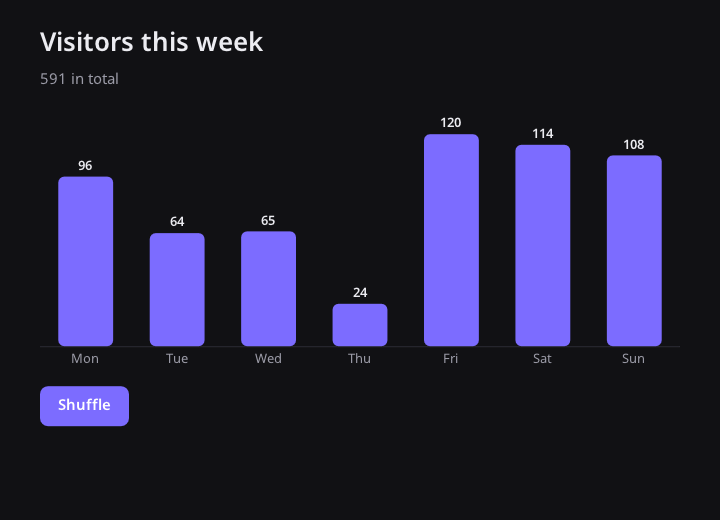 Visitors this week
591 in total
96
64
65
24
120
114
108
Mon
Tue
Wed
Thu
Fri
Sat
Sun
Shuffle